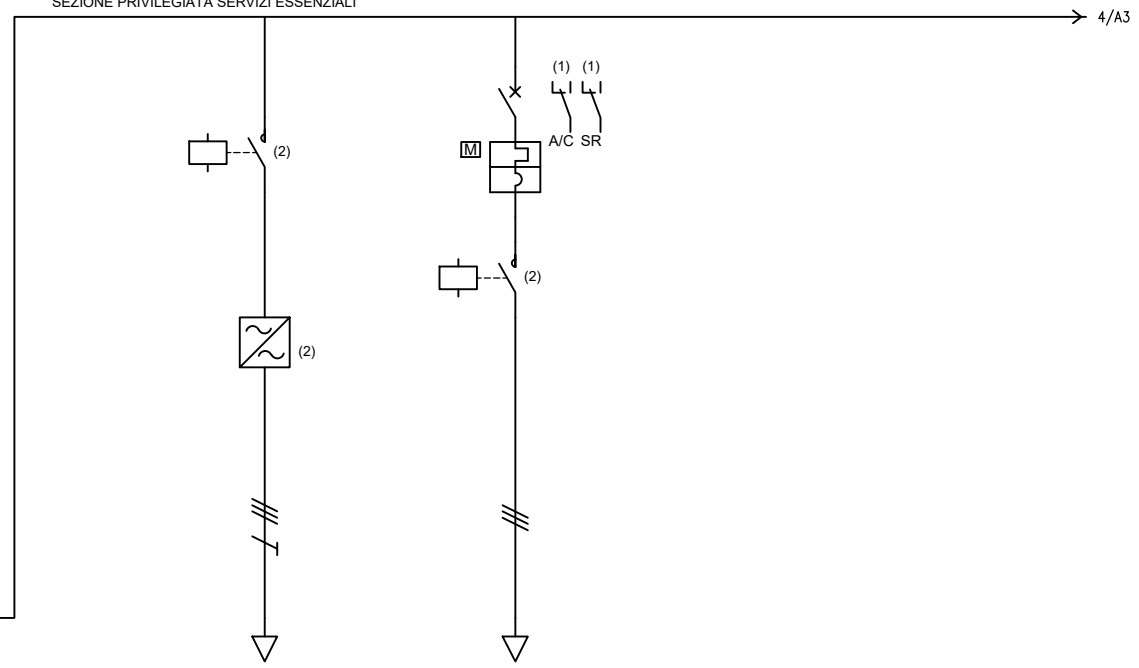 SEZIONE PRIVILEGIATA SERVIZI ESSENZIALI
4/A3
(1) (1)
A/C SR
M
(2)
(2)
(2)